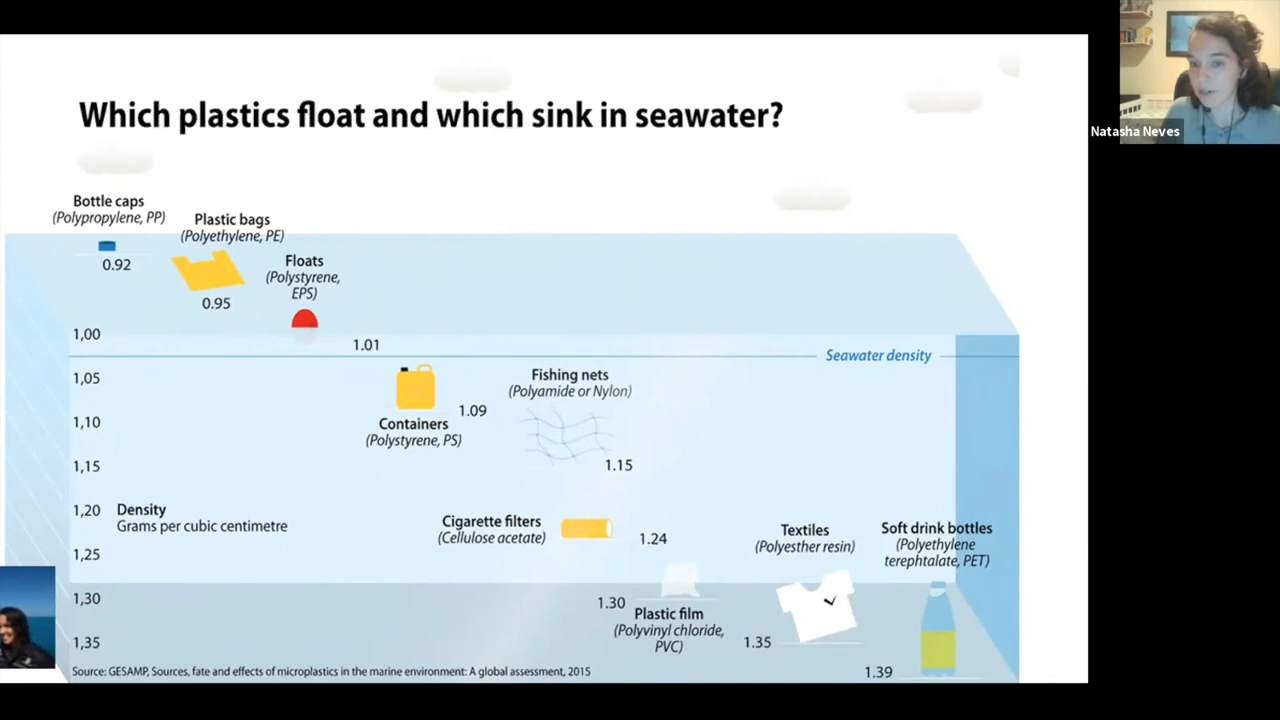 Which plastics float and which sink in seawater?
Natasha Neves
Bottle caps
(Polypropylene, PP)
0.92
Plastic bags
(Polyethylene, PE)
0.95
Floats
(Polystyrene,
EPS)
1,00
1.01
Seawater density
1,05
Containers
(Polystyrene, PS)
1.09
Fishing nets
(Polyamide or Nylon)
1.15
1,10
1,15
1,20
Density
Grams per cubic centimetre
Cigarette filters
(Cellulose acetate)
1.24
1,25
Textiles
(Polyesther resin)
Soft drink bottles
(Polyethylene
terephtalate, PET)
1,30
1.30
Plastic film
(Polyvinyl chloride,
PVC)
1.35
1,35
1.39
Source: GESAMP, Sources, fate and effects of microplastics in the marine environment: A global assessment, 2015